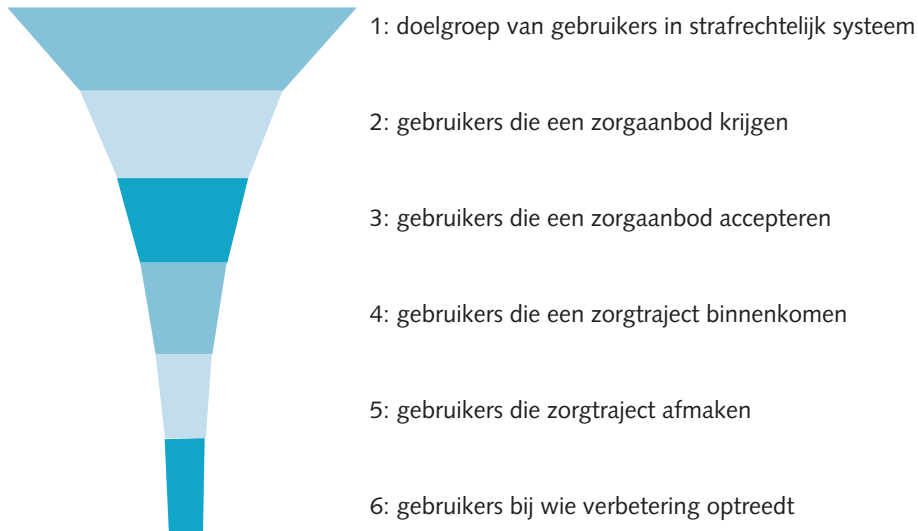 1: doelgroep van gebruikers in strafrechtelijk systeem
2: gebruikers die een zorgaanbod krijgen
3: gebruikers die een zorgaanbod accepteren
4: gebruikers die een zorgtraject binnenkomen
5: gebruikers die zorgtraject afmaken
6: gebruikers bij wie verbetering optreedt